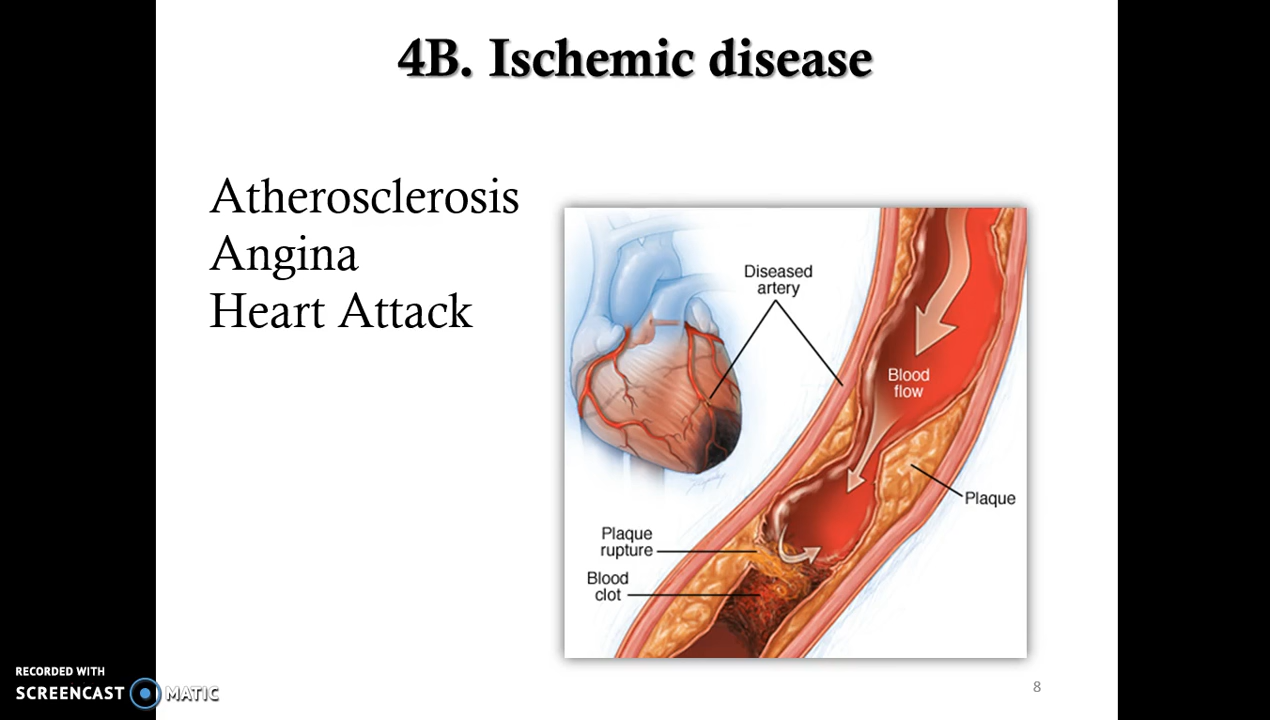 4B. Ischemic disease
Atherosclerosis
Angina
Heart Attack
Diseased
artery
Blood
flow
Plaque
Plaque
rupture
Blood
clot
8
RECORDED WITH
SCREENCAST MATIC